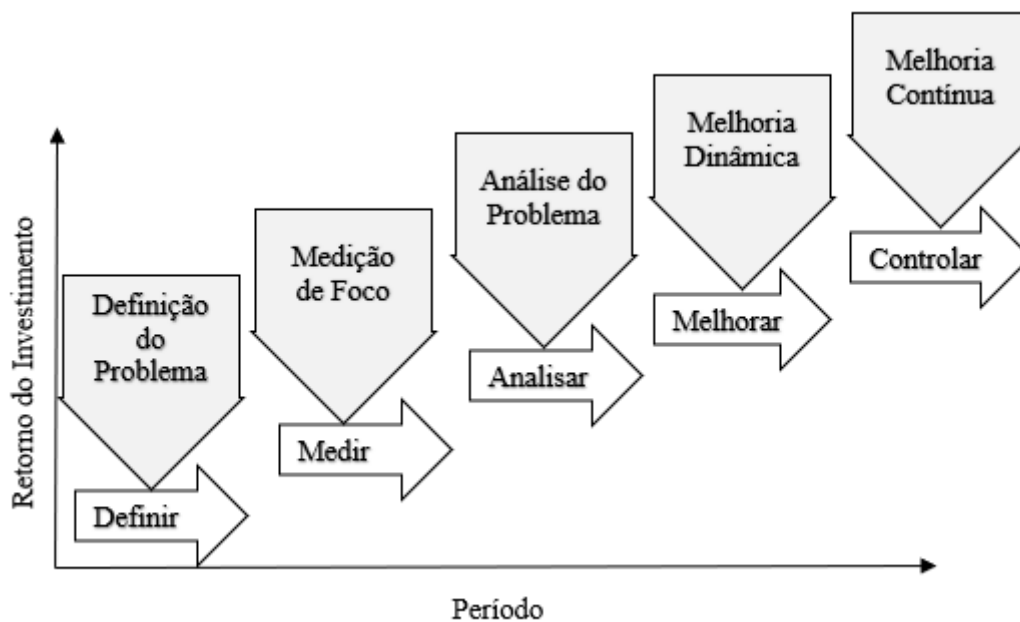 Melhoria
Contínua
Melhoria
Dinâmica
Análise do
Problema
Medição
de Foco
Definição
do
Problema
Controlar
Melhorar
Analisar
Medir
Definir
Retorno do Investimento
Período